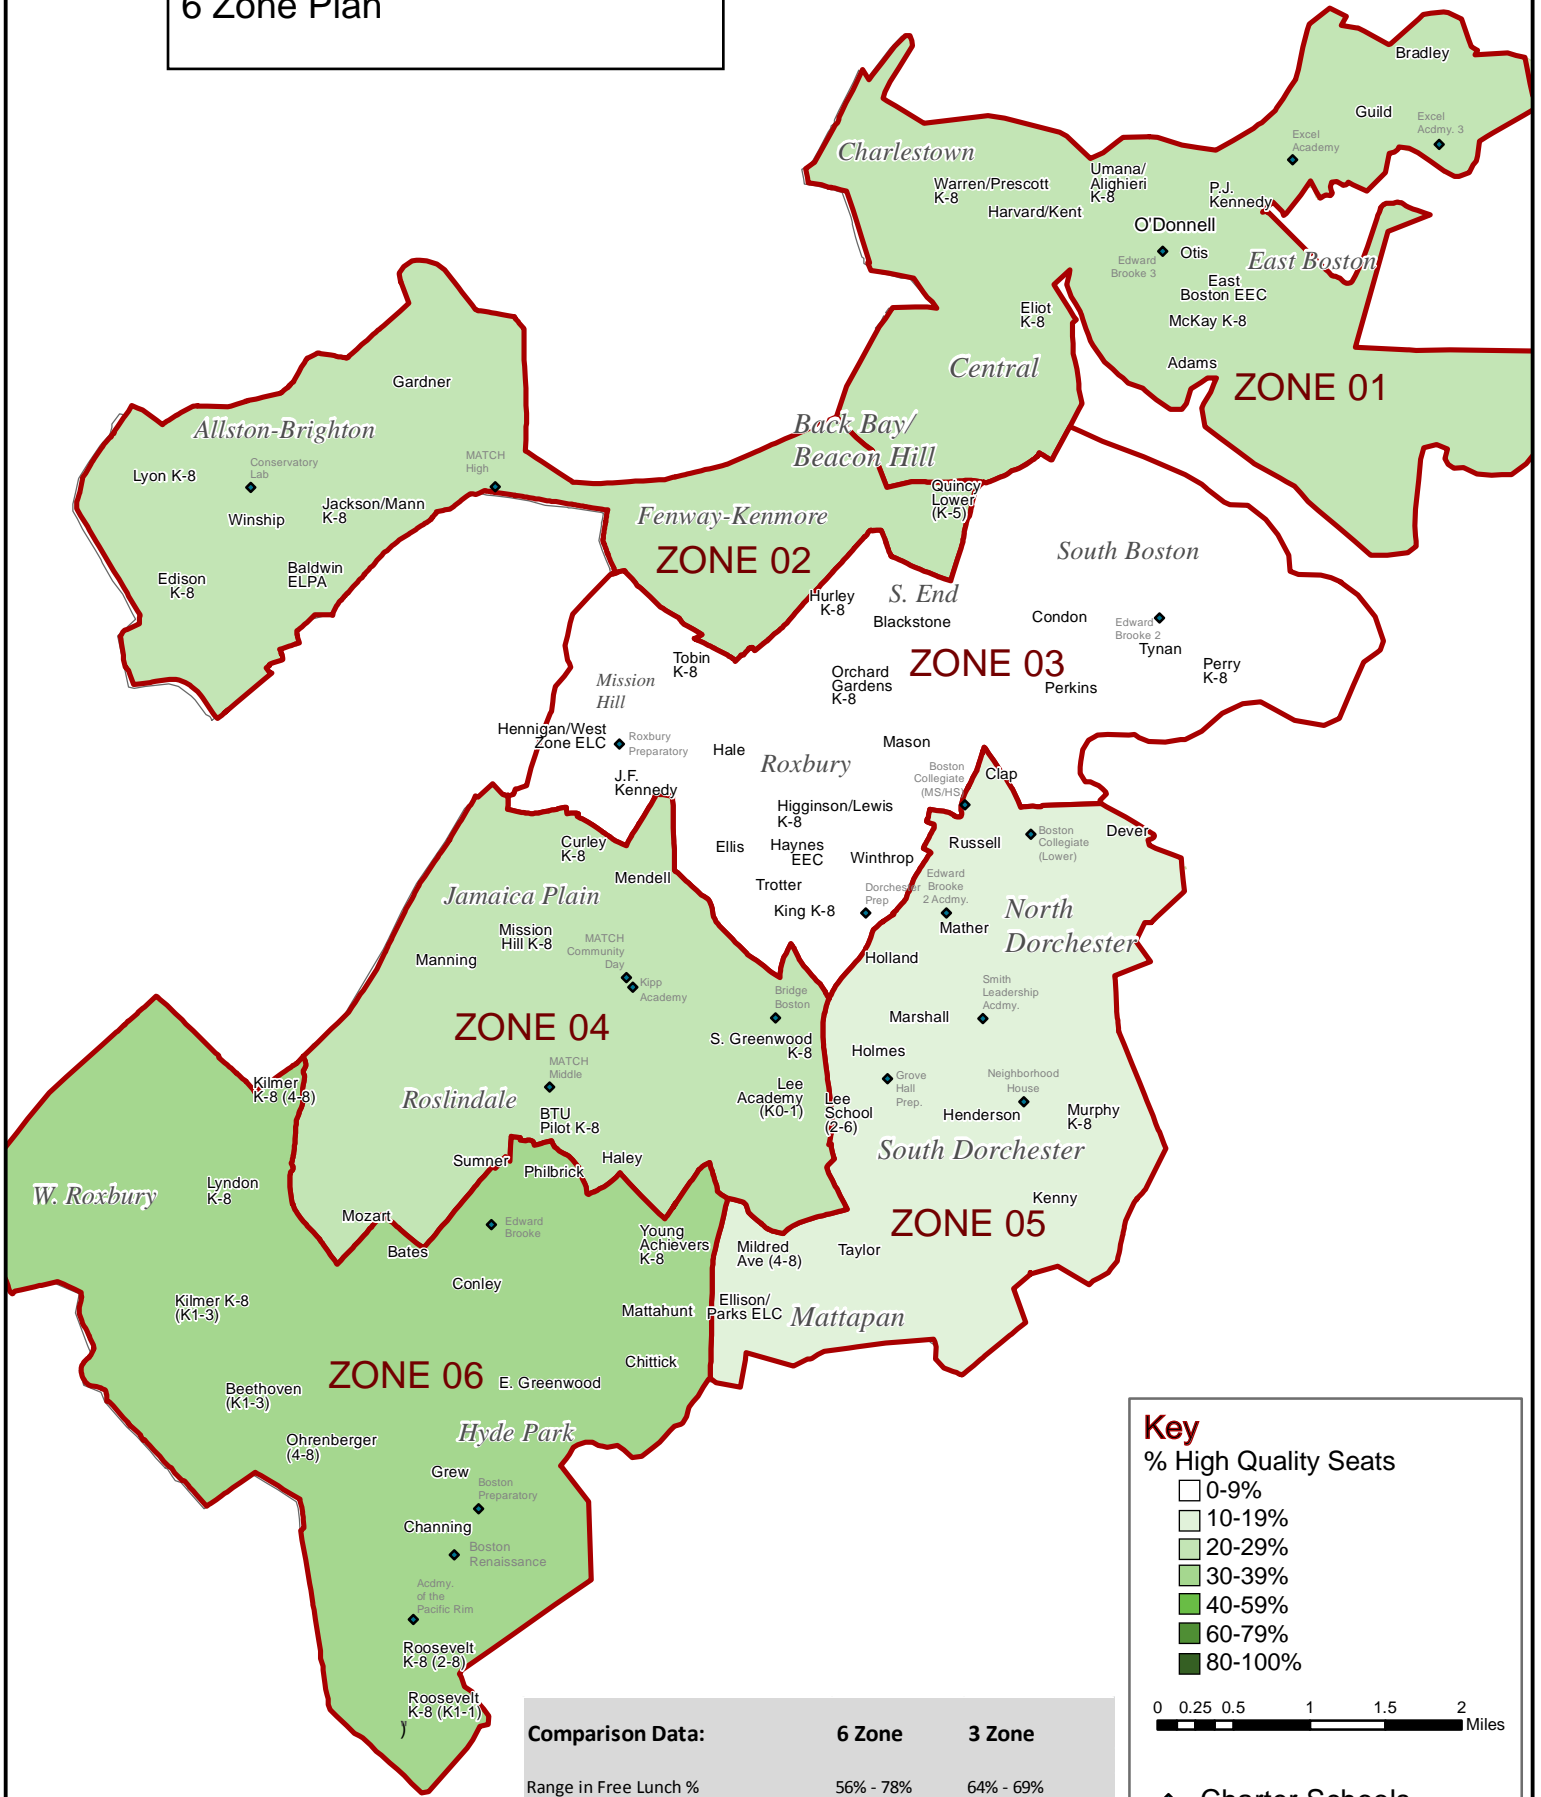 6 Zone Plan
Bradley
Guild
Excel
Acdmy. 3
Excel
Academy
Charlestown
Umana/
Alighieri
K-8
Warren/Prescott
K-8
P.J.
Kennedy
Harvard/Kent
O'Donnell
Otis
Edward
Brooke 3
East Boston
East
Boston EEC
Eliot
K-8
McKay K-8
Adams
Central
ZONE 01
Gardner
Allston-Brighton
Back Bay/
Beacon Hill
Lyon K-8
Conservatory
Lab
MATCH
High
Winship
Jackson/Mann
K-8
Quincy
Lower
(K-5)
Fenway-Kenmore
ZONE 02
Edison
K-8
Baldwin
ELPA
South Boston
S. End
Hurley
K-8
Blackstone
Condon
Edward
Brooke 2
Tynan
ZONE 03
Tobin
K-8
Perry
K-8
Orchard
Gardens
K-8
Perkins
Mission
Hill
Hennigan/West
Zone ELC
Roxbury
Preparatory
Hale
Mason
Roxbury
Boston
Collegiate
(MS/HS)
Clap
J.F.
Kennedy
Higginson/Lewis
K-8
Curley
K-8
Ellis
Haynes
EEC
Winthrop
Russell
Boston
Collegiate
(Lower)
Dever
Mendell
Trotter
Dorchester
Prep
Edward
Brooke
2 Acdmy.
Jamaica Plain
King K-8
North
Dorchester
Mather
Mission
Hill K-8
MATCH
Community
Day
Manning
Holland
Kipp
Academy
Bridge
Boston
Smith
Leadership
Acdmy.
ZONE 04
Marshall
S. Greenwood
K-8
Holmes
MATCH
Middle
Grove
Hall
Prep.
Neighborhood
House
Kilmer
K-8 (4-8)
Roslindale
Lee
Academy
(K0-1)
Lee
School
(2-6)
Henderson
Murphy
K-8
BTU
Pilot K-8
South Dorchester
Sumner
Philbrick
Haley
W. Roxbury
Lyndon
K-8
Kenny
Mozart
Edward
Brooke
ZONE 05
Young
Achievers
K-8
Bates
Mildred
Ave (4-8)
Taylor
Conley
Kilmer K-8
(K1-3)
Mattahunt
Ellison/
Parks ELC
Mattapan
Chittick
ZONE 06
E. Greenwood
Beethoven
(K1-3)
Hyde Park
Ohrenberger
(4-8)
Grew
Boston
Preparatory
Channing
Boston
Renaissance
Acdmy.
of the
Pacific Rim
Roosevelt
K-8 (2-8)
Roosevelt
K-8 (K1-1)
Key
% High Quality Seats
0-9%
10-19%
20-29%
30-39%
40-59%
60-79%
80-100%
0 0.25 0.5 1 1.5 2
Miles
Charter Schools
Comparison Data: 6 Zone 3 Zone
Range in Free Lunch % 56% - 78% 64% - 69%